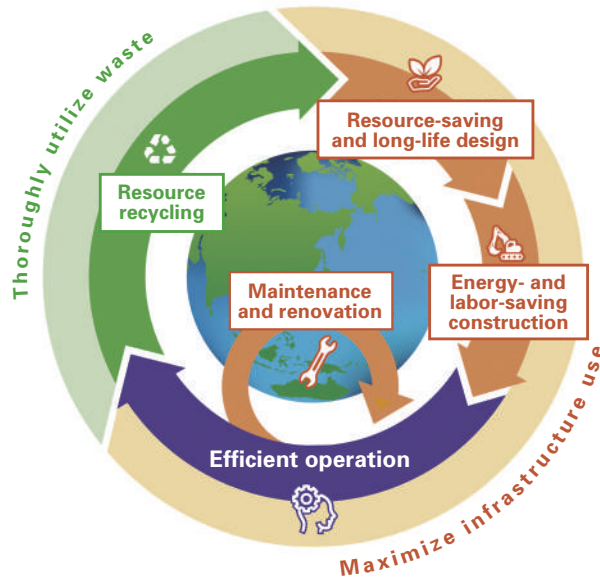 Thoroughly utilize waste
Resource-saving
and long-life design
Resource
recycling
Energy- and
labor-saving
construction
Maintenance
and renovation
Efficient operation
Maximize infrastructure use